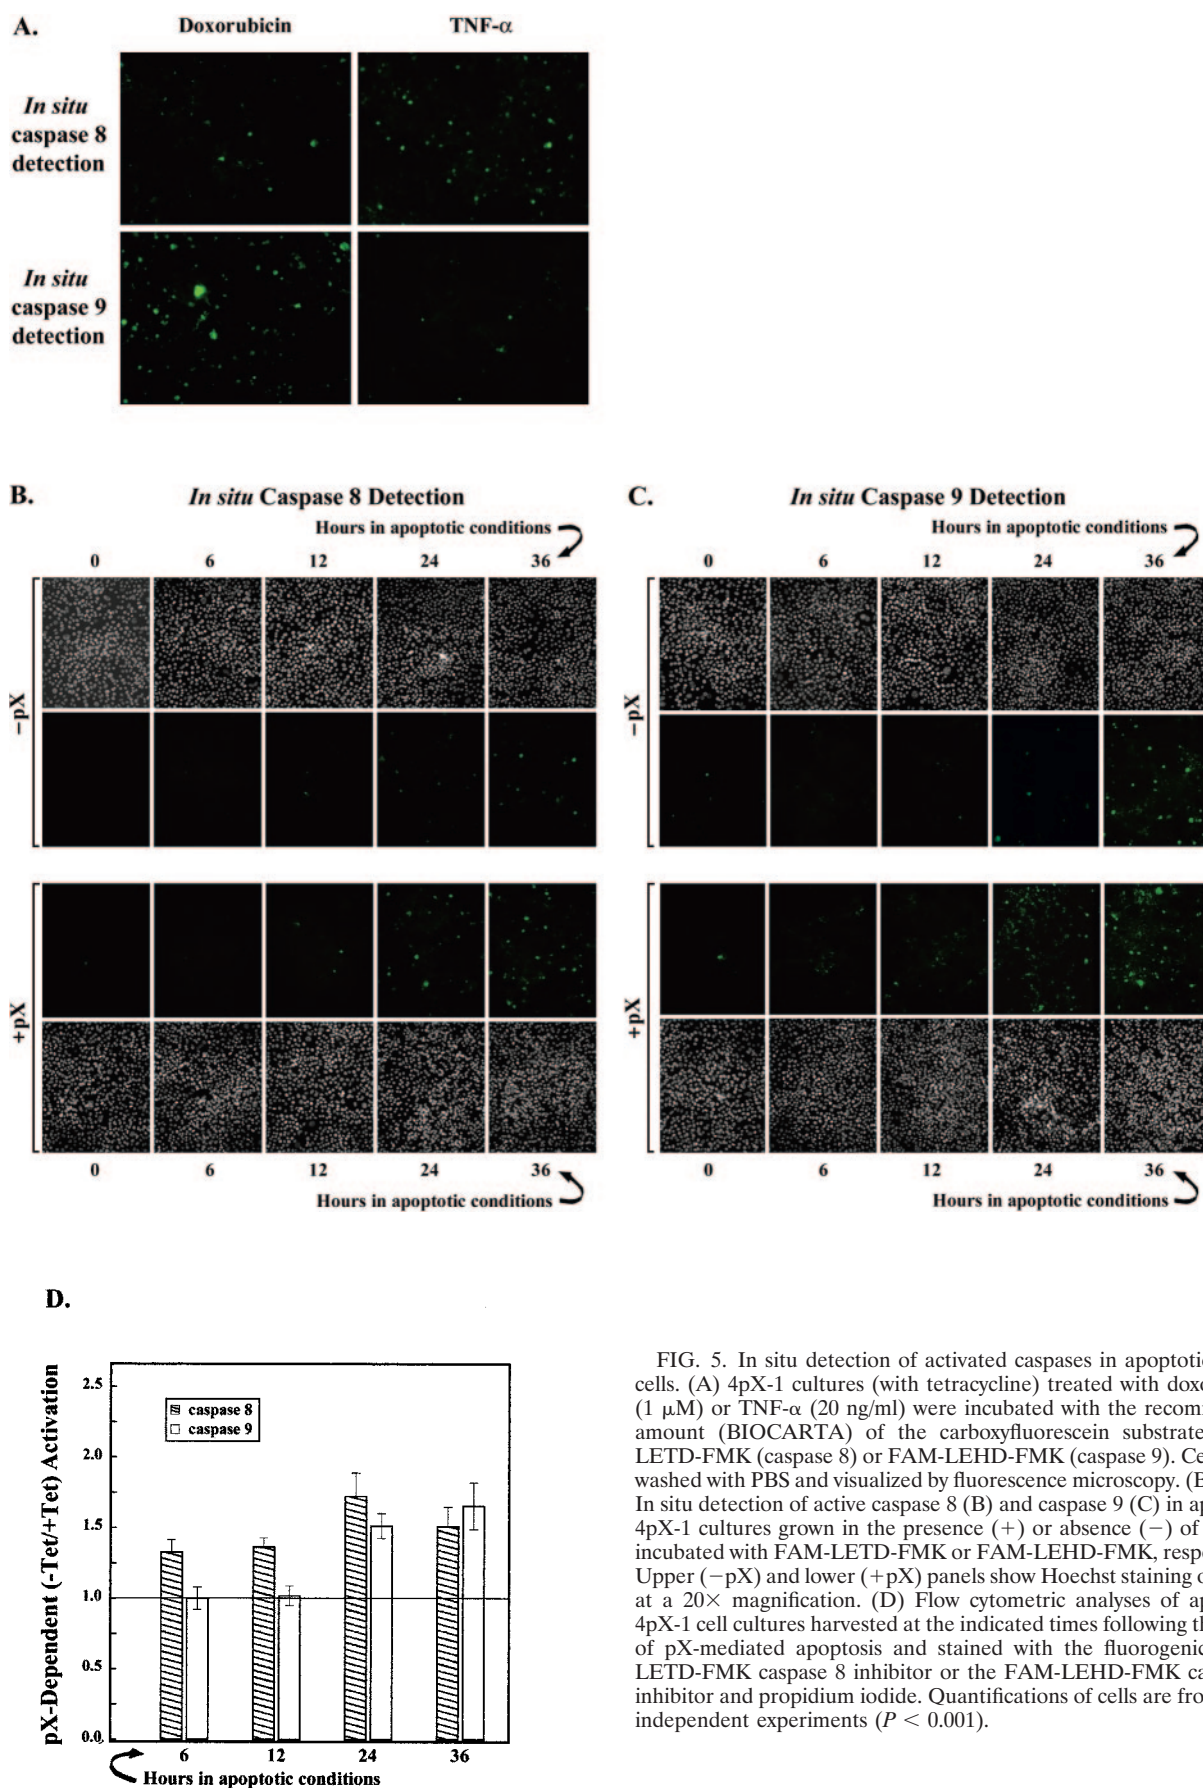 A.
Doxorubicin
TNF-α
In situ
caspase 8
detection
In situ
caspase 9
detection
B.
In situ Caspase 8 Detection
Hours in apoptotic conditions
0 6 12 24 36
−pX
+pX
0 6 12 24 36
Hours in apoptotic conditions
C.
In situ Caspase 9 Detection
Hours in apoptotic conditions
0 6 12 24 36
−pX
+pX
0 6 12 24 36
Hours in apoptotic conditions
D.
pX-Dependent (-Tet/+Tet) Activation
2.5
2.0
1.5
1.0
0.5
0.0
caspase 8
caspase 9
6 12 24 36
Hours in apoptotic conditions
FIG. 5. In situ detection of activated caspases in apoptotic
cells. (A) 4pX-1 cultures (with tetracycline) treated with doxo
(1 μM) or TNF-α (20 ng/ml) were incubated with the recom
amount (BIOCARTA) of the carboxyfluorescein substrate
LETD-FMK (caspase 8) or FAM-LEHD-FMK (caspase 9). Ce
washed with PBS and visualized by fluorescence microscopy. (B
In situ detection of active caspase 8 (B) and caspase 9 (C) in ap
4pX-1 cultures grown in the presence (+) or absence (−) of
incubated with FAM-LETD-FMK or FAM-LEHD-FMK, respe
Upper (−pX) and lower (+pX) panels show Hoechst staining o
at a 20× magnification. (D) Flow cytometric analyses of ap
4pX-1 cell cultures harvested at the indicated times following th
of pX-mediated apoptosis and stained with the fluorogenic
LETD-FMK caspase 8 inhibitor or the FAM-LEHD-FMK ca
inhibitor and propidium iodide. Quantifications of cells are fro
independent experiments (P < 0.001).